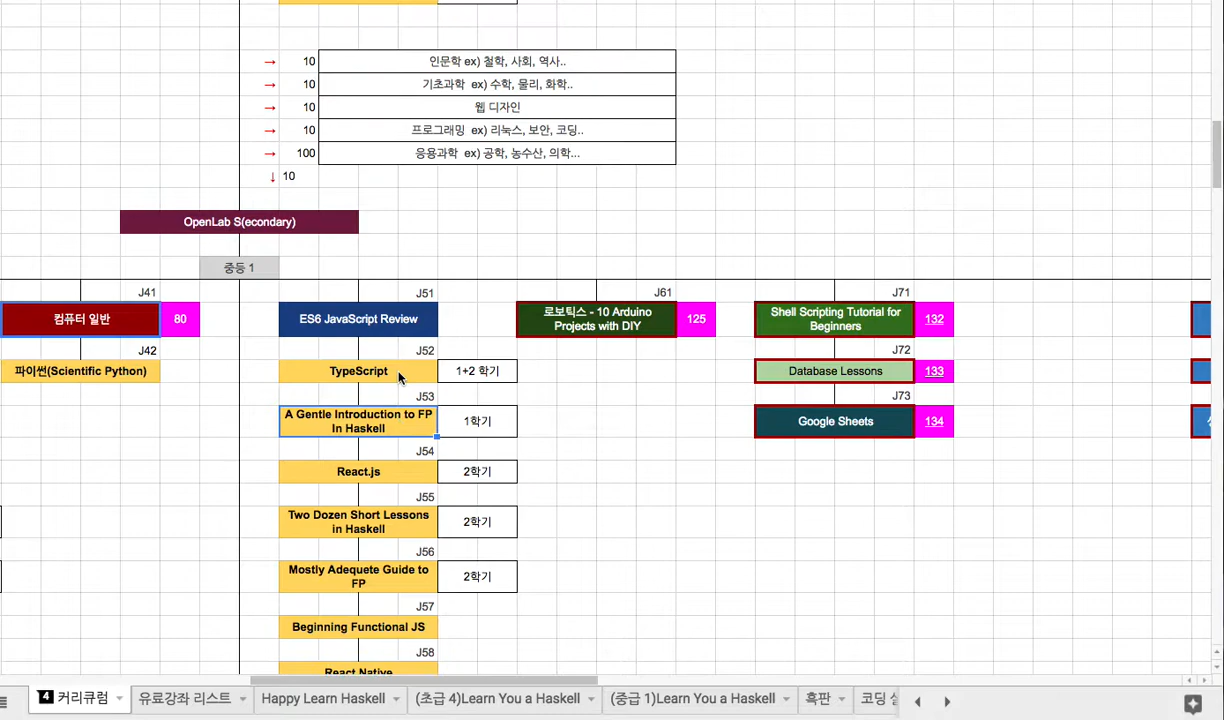 → 10 인문학 ex) 철학, 사회, 역사..
→ 10 기초과학 ex) 수학, 물리, 화학..
→ 10 웹 디자인
→ 10 프로그래밍 ex) 리눅스, 보안, 코딩..
→ 100 응용과학 ex) 공학, 농수산, 의학...
↓ 10
OpenLab S(econdary)
중등 1
J41
컴퓨터 일반 80
J42
파이썬(Scientific Python)
J51
ES6 JavaScript Review
J52
TypeScript 1+2 학기
J53
A Gentle Introduction to FP
In Haskell
1학기
J54
React.js 2학기
J55
Two Dozen Short Lessons
in Haskell
2학기
J56
Mostly Adequete Guide to
FP
2학기
J57
Beginning Functional JS
J58
React Native
J61
로보틱스 - 10 Arduino
Projects with DIY
125
J71
Shell Scripting Tutorial for
Beginners
132
J72
Database Lessons 133
J73
Google Sheets 134
4 커리큐럼
유료강좌 리스트
Happy Learn Haskell
(초급 4)Learn You a Haskell
(중급 1)Learn You a Haskell
흑판
코딩